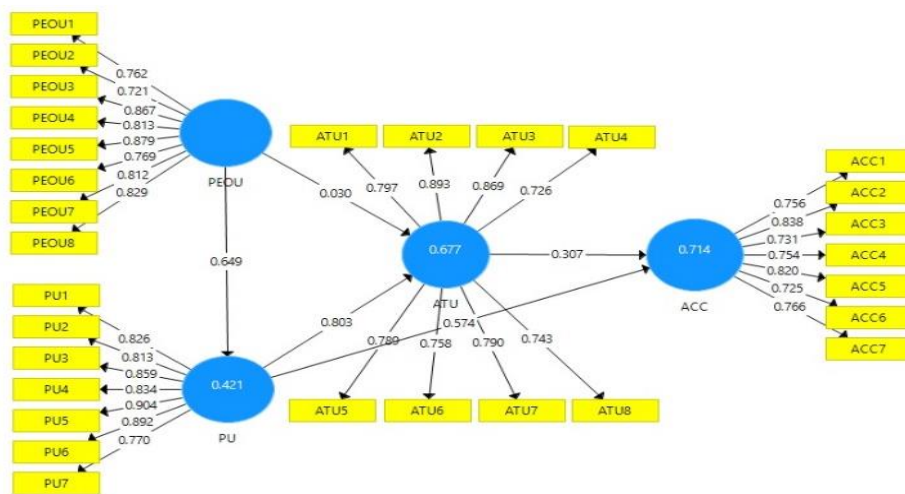 PEOU1
PEOU2
PEOU3
PEOU4
PEOU5
PEOU6
PEOU7
PEOU8
0.762
0.721
0.867
0.813
0.879
0.769
0.812
0.829
PEOU
0.030
0.649
ATU1
ATU2
ATU3
ATU4
0.797
0.893
0.869
0.726
0.677
ATU
0.307
0.803
0.574
0.789
0.758
0.790
0.743
ATU5
ATU6
ATU7
ATU8
PU1
PU2
PU3
PU4
PU5
PU6
PU7
0.826
0.813
0.859
0.834
0.904
0.892
0.770
0.421
PU
0.714
ACC
0.756
0.838
0.731
0.754
0.820
0.725
0.766
ACC1
ACC2
ACC3
ACC4
ACC5
ACC6
ACC7